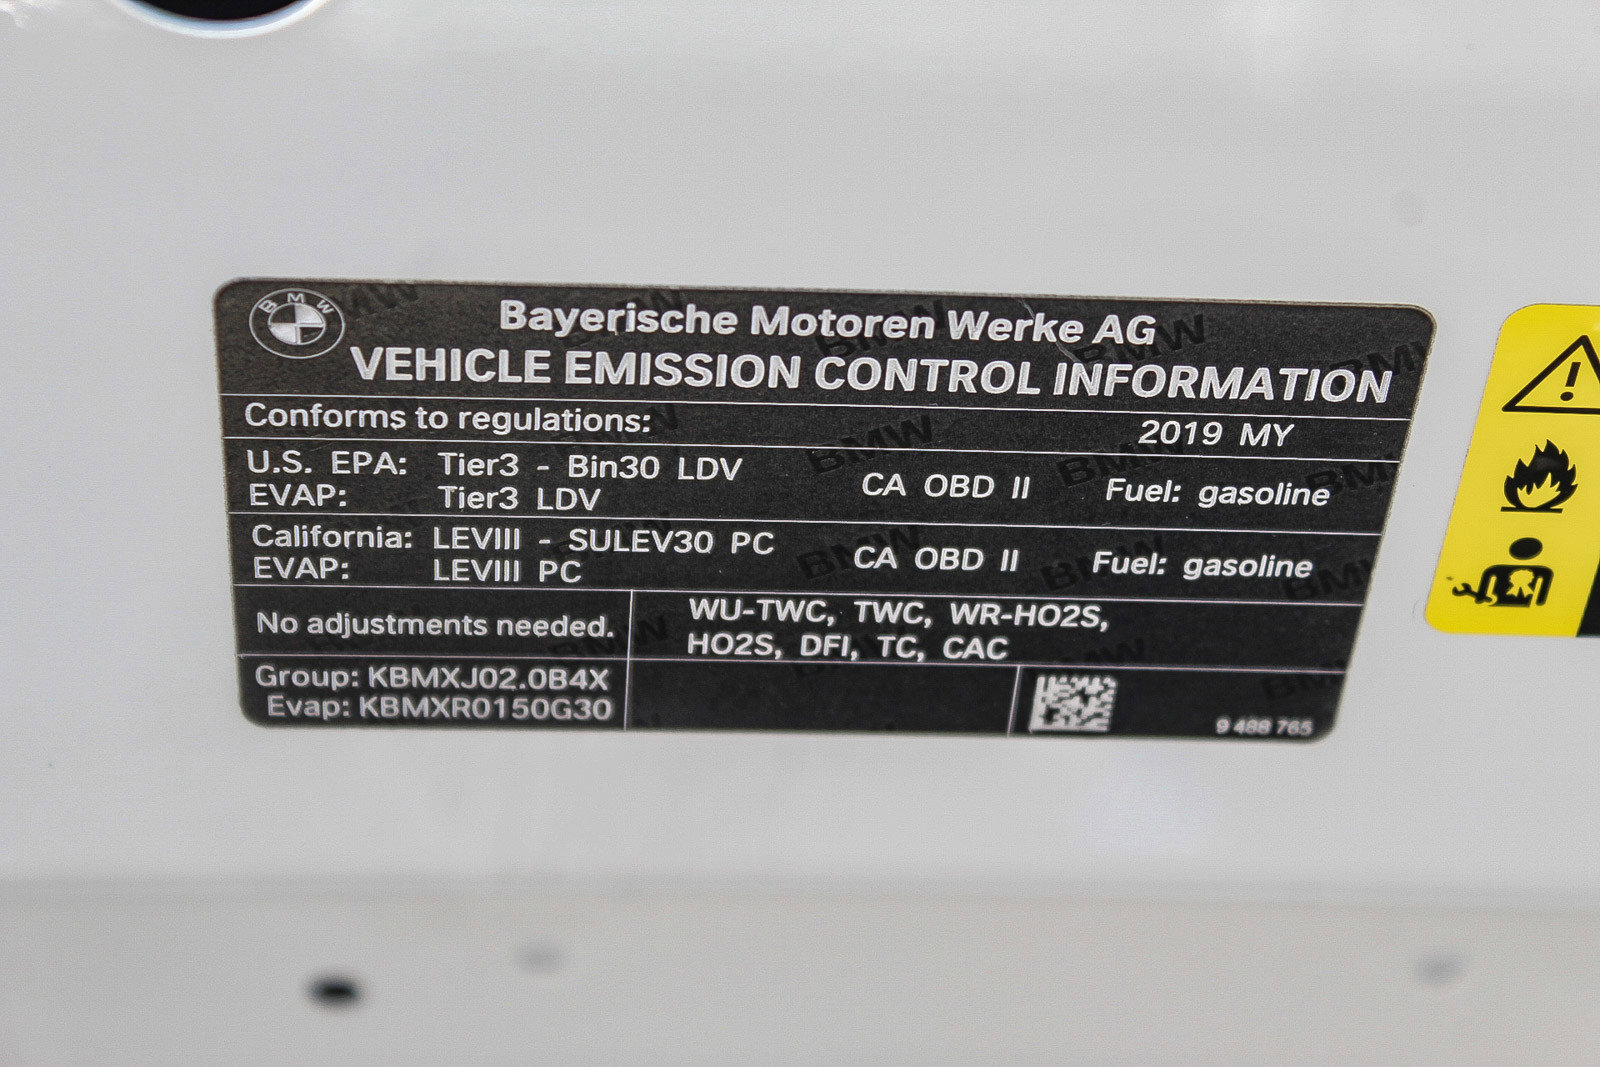 BMW
Bayerische Motoren Werke AG
VEHICLE EMISSION CONTROL INFORMATION
Conforms to regulations: 2019 MY
U.S. EPA: Tier3 - Bin30 LDV CA OBD II Fuel: gasoline
EVAP: Tier3 LDV
California: LEVIII - SULEV30 PC CA OBD II Fuel: gasoline
EVAP: LEVIII PC
No adjustments needed.
WU-TWC, TWC, WR-HO2S,
HO2S, DFI, TC, CAC
Group: KBMXJ02.0B4X
Evap: KBMXR0150G30
9 488 765